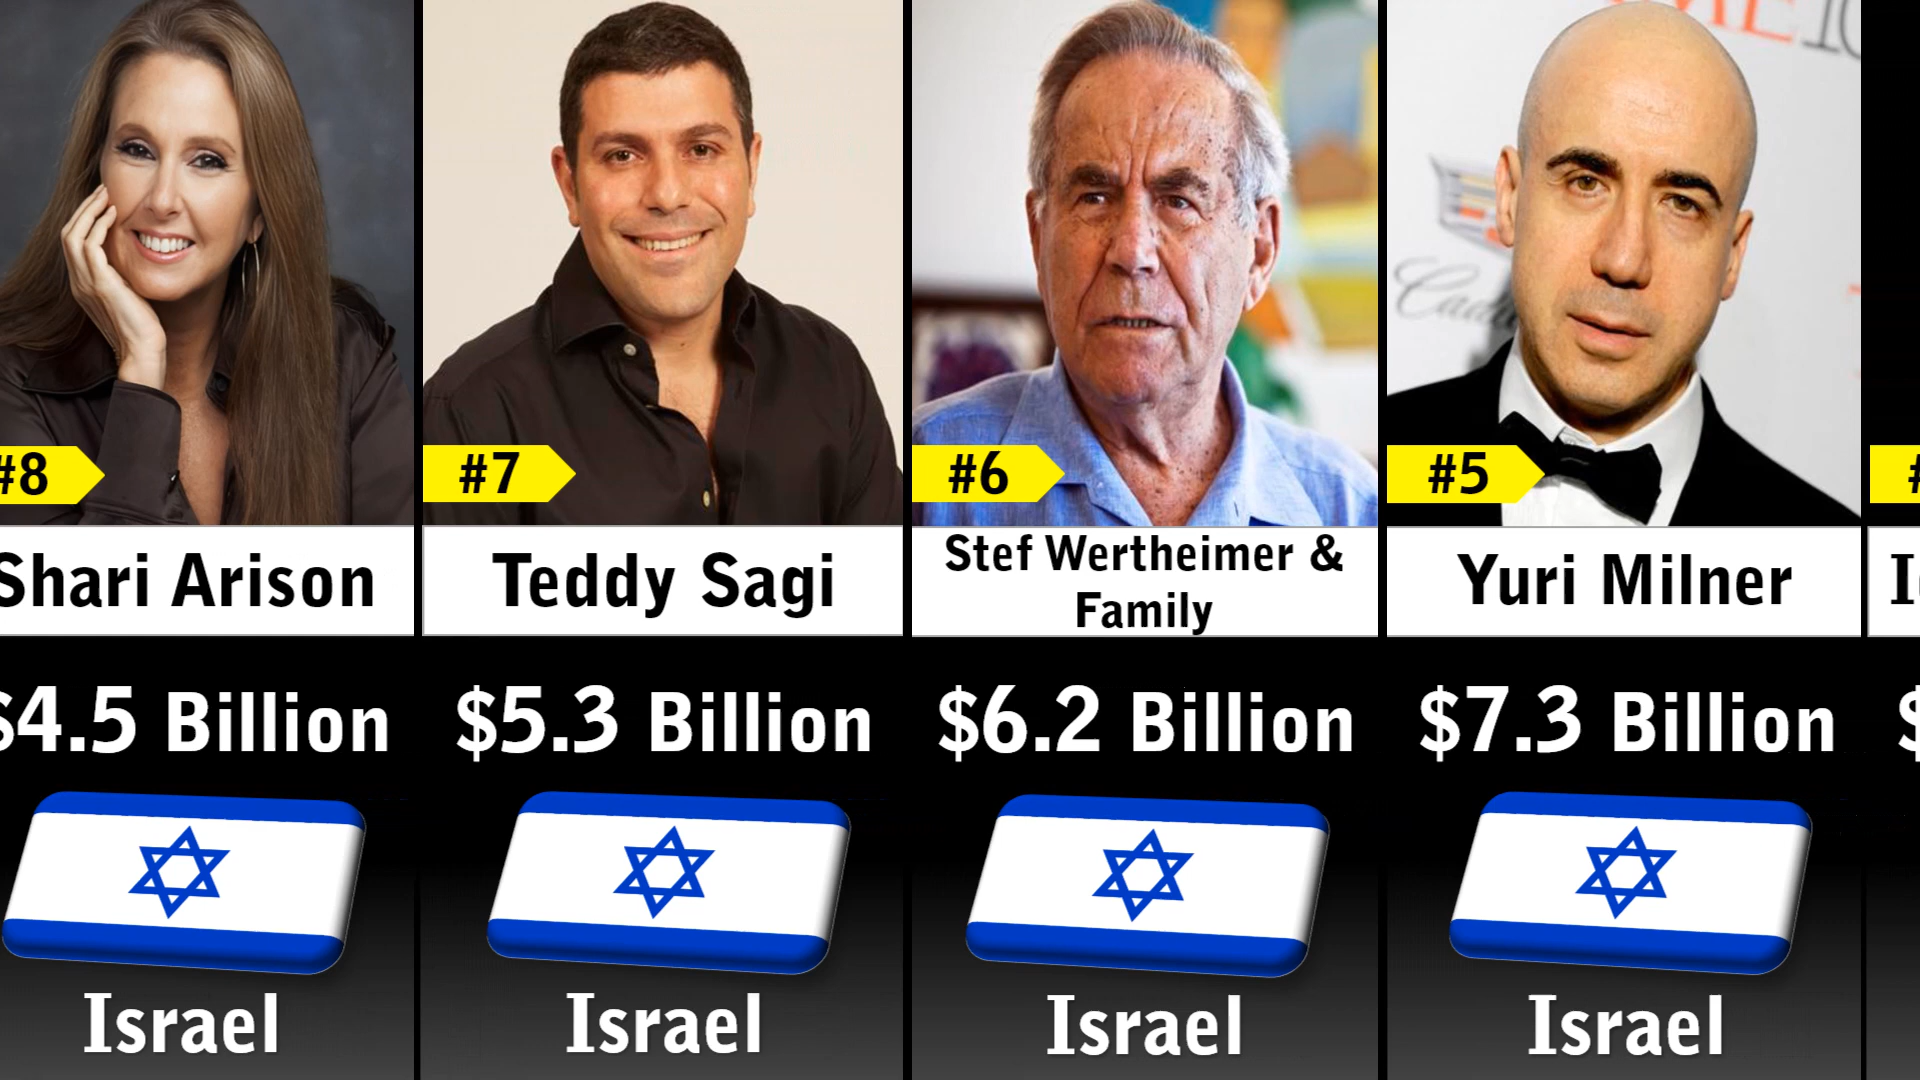 #8
#7
#6
#5
#
Shari Arison
Teddy Sagi
Stef Wertheimer &
Family
Yuri Milner
I
$4.5 Billion
$5.3 Billion
$6.2 Billion
$7.3 Billion
$
Israel
Israel
Israel
Israel